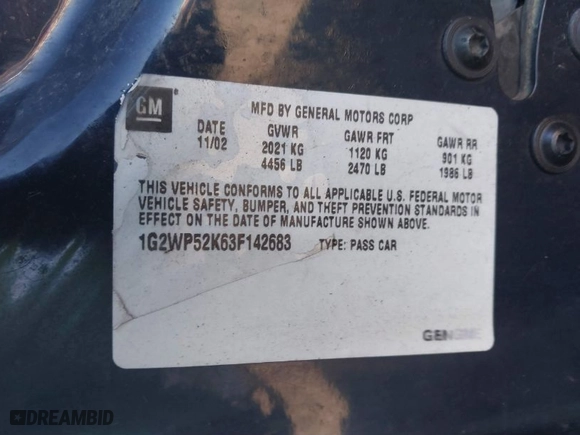 GM
MFD BY GENERAL MOTORS CORP
DATE GVWR GAWR FRT GAWR RR
11/02 2021 KG 1120 KG 901 KG
4456 LB 2470 LB 1986 LB
THIS VEHICLE CONFORMS TO ALL APPLICABLE U.S. FEDERAL MOTOR
VEHICLE SAFETY, BUMPER, AND THEFT PREVENTION STANDARDS IN
EFFECT ON THE DATE OF MANUFACTURE SHOWN ABOVE.
1G2WP52K63F142683 TYPE: PASS CAR
DREAMBID